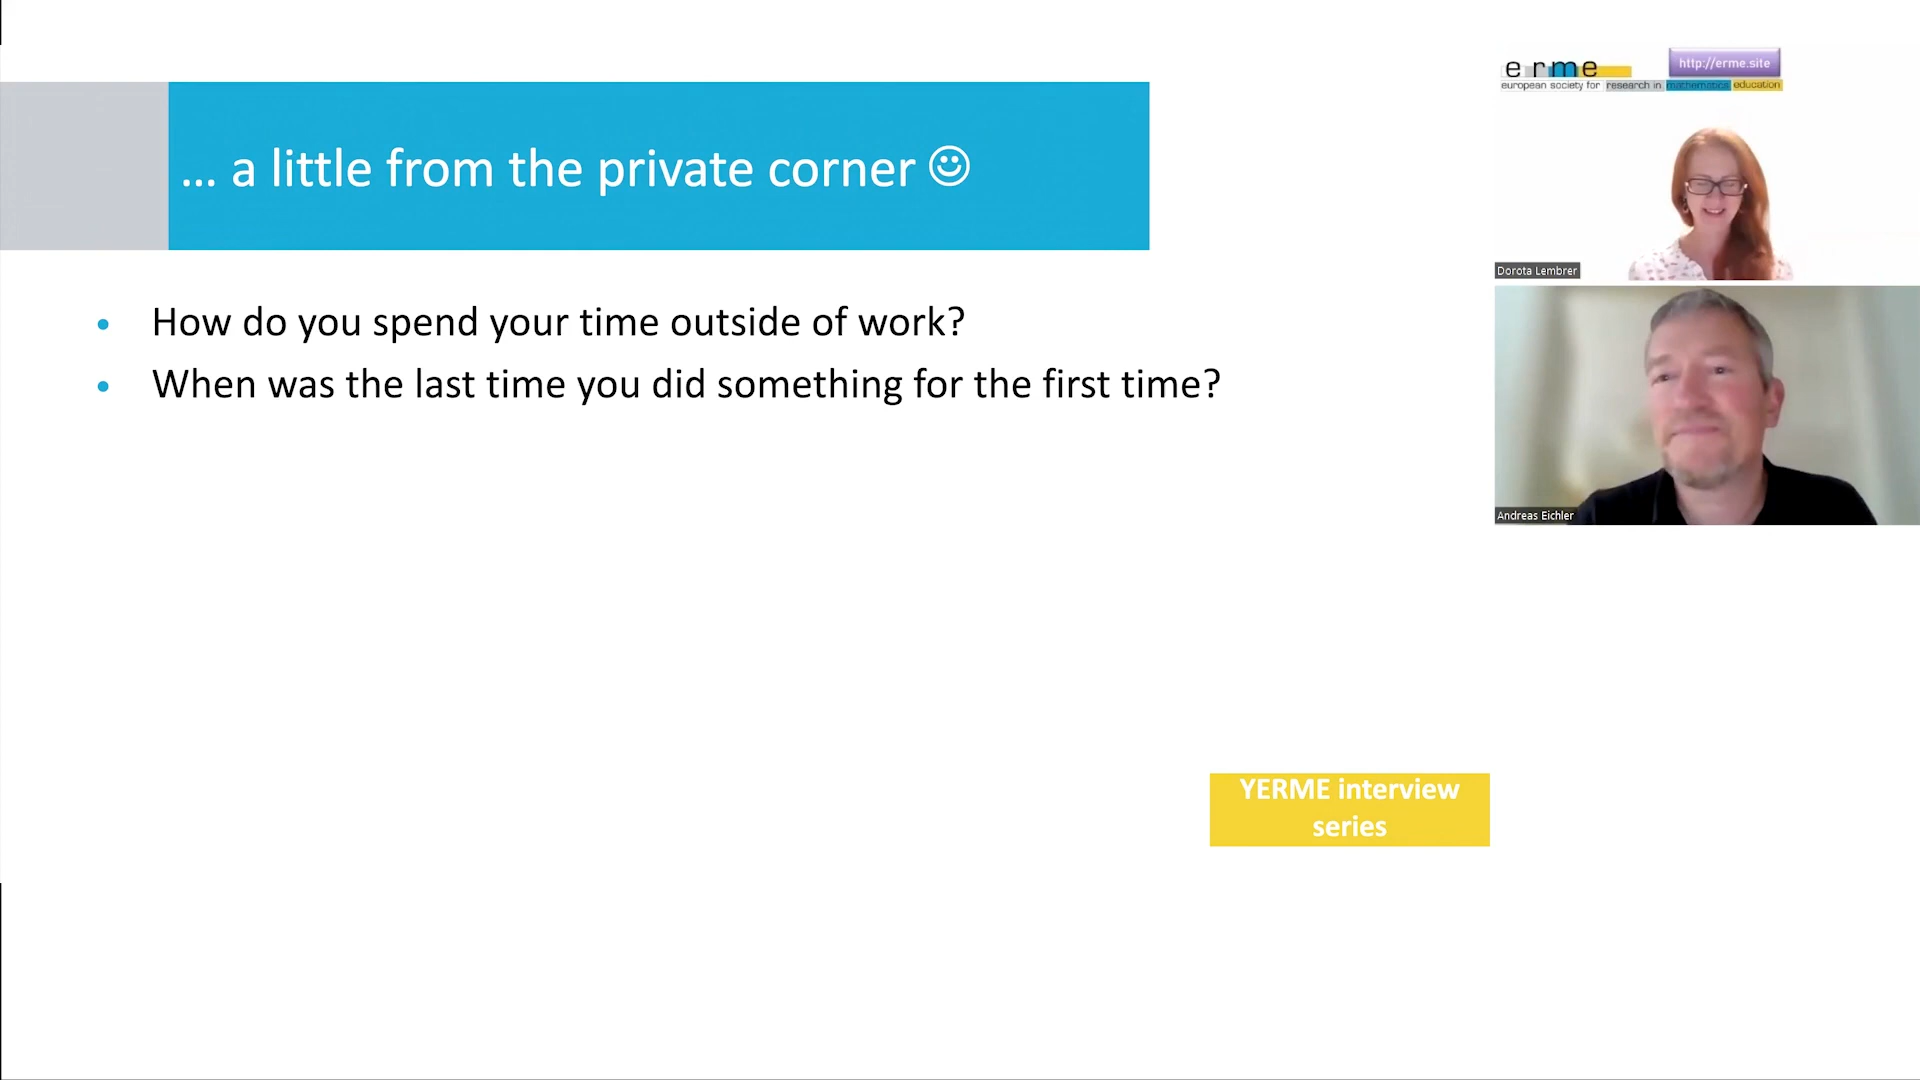 ... a little from the private corner ☺
• How do you spend your time outside of work?
• When was the last time you did something for the first time?
erme
http://erme.site
european society for research in mathematics education
Dorota Lembrer
Andreas Eichler
YERME interview
series